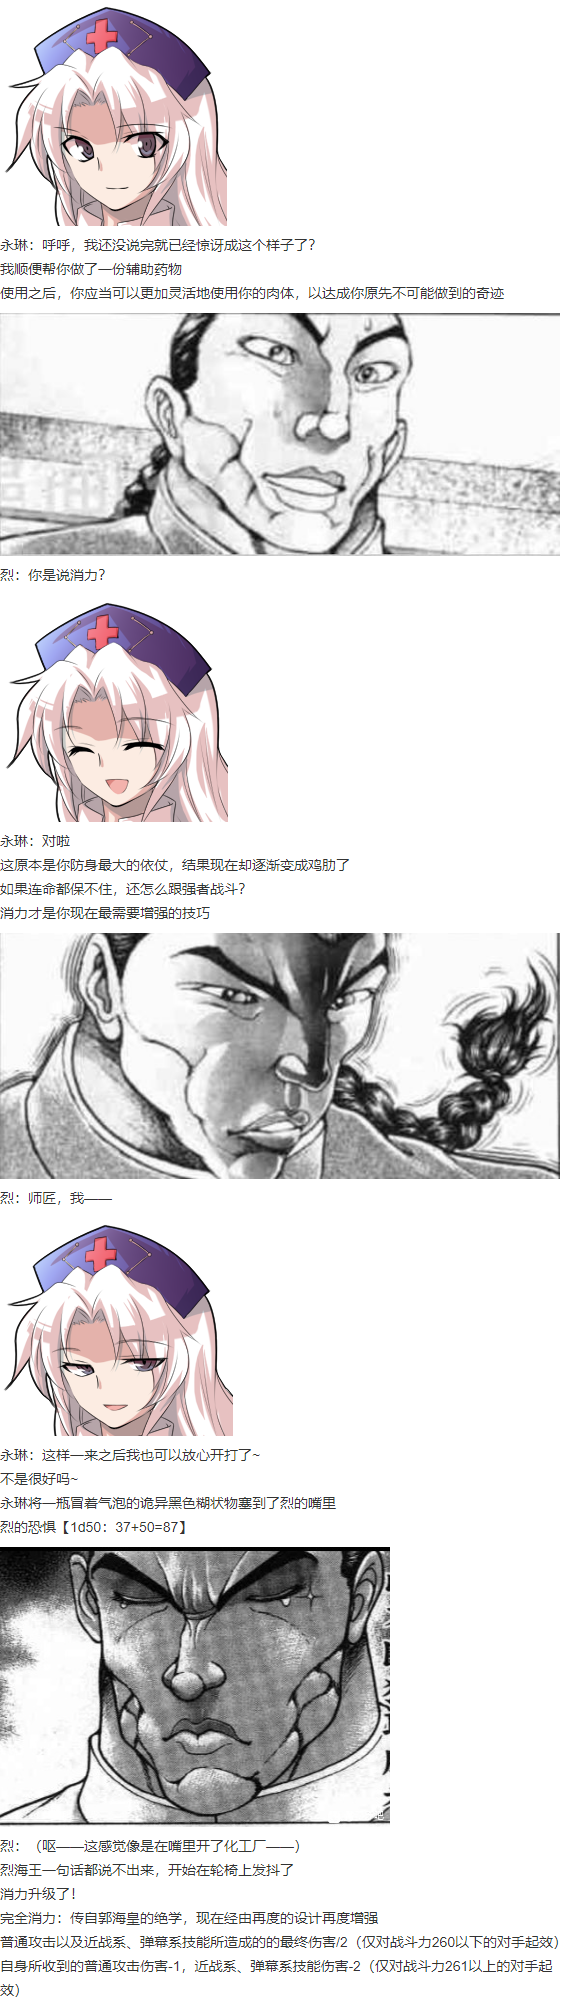 永琳：呼呼，我还没说完就已经惊讶成这个样子了？
我顺便帮你做了一份辅助药物
使用之后，你应当可以更加灵活地使用你的肉体，以达成你原先不可能做到的奇迹
烈：你是说消力？
永琳：对啦
这原本是你防身最大的依仗，结果现在却逐渐变成鸡肋了
如果连命都保不住，还怎么跟强者战斗？
消力才是你现在最需要增强的技巧
烈：师匠，我——
永琳：这样一来之后我也可以放心开打了~
不是很好吗~
永琳将一瓶冒着气泡的诡异黑色糊状物塞到了烈的嘴里
烈的恐惧【1d50：37+50=87】
烈：（呕——这感觉像是在嘴里开了化工厂——）
烈海王一句话都说不出来，开始在轮椅上发抖了
消力升级了！
完全消力：传自郭海皇的绝学，现在经由再度的设计再度增强
普通攻击以及近战系、弹幕系技能所造成的的最终伤害/2（仅对战斗力260以下的对手起效）
自身所收到的普通攻击伤害-1，近战系、弹幕系技能伤害-2（仅对战斗力261以上的对手起
效）